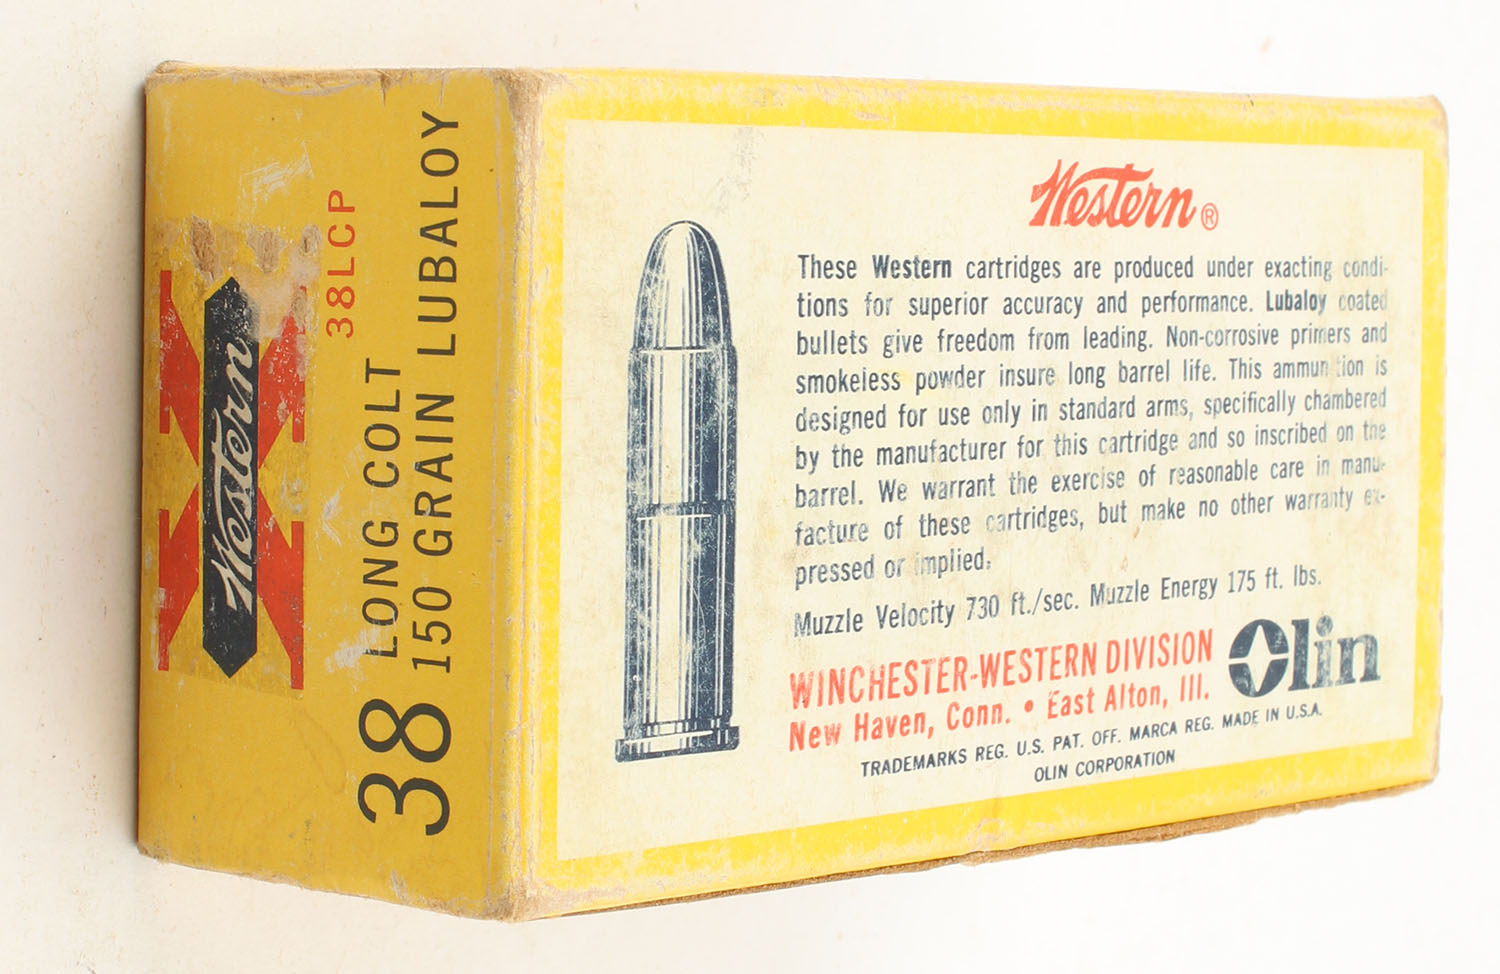 Western
38LCP
38 LONG COLT
150 GRAIN LUBALOY
Western®
These Western cartridges are produced under exacting condi-
tions for superior accuracy and performance. Lubaloy coated
bullets give freedom from leading. Non-corrosive primers and
smokeless powder insure long barrel life. This ammunition is
designed for use only in standard arms, specifically chambered
by the manufacturer for this cartridge and so inscribed on the
barrel. We warrant the exercise of reasonable care in manu-
facture of these cartridges, but make no other warranty ex-
pressed or implied.
Muzzle Velocity 730 ft./sec. Muzzle Energy 175 ft. lbs.
WINCHESTER-WESTERN DIVISION
New Haven, Conn. • East Alton, Ill.
Olin
TRADEMARKS REG. U.S. PAT. OFF. MARCA REG. MADE IN U.S.A.
OLIN CORPORATION